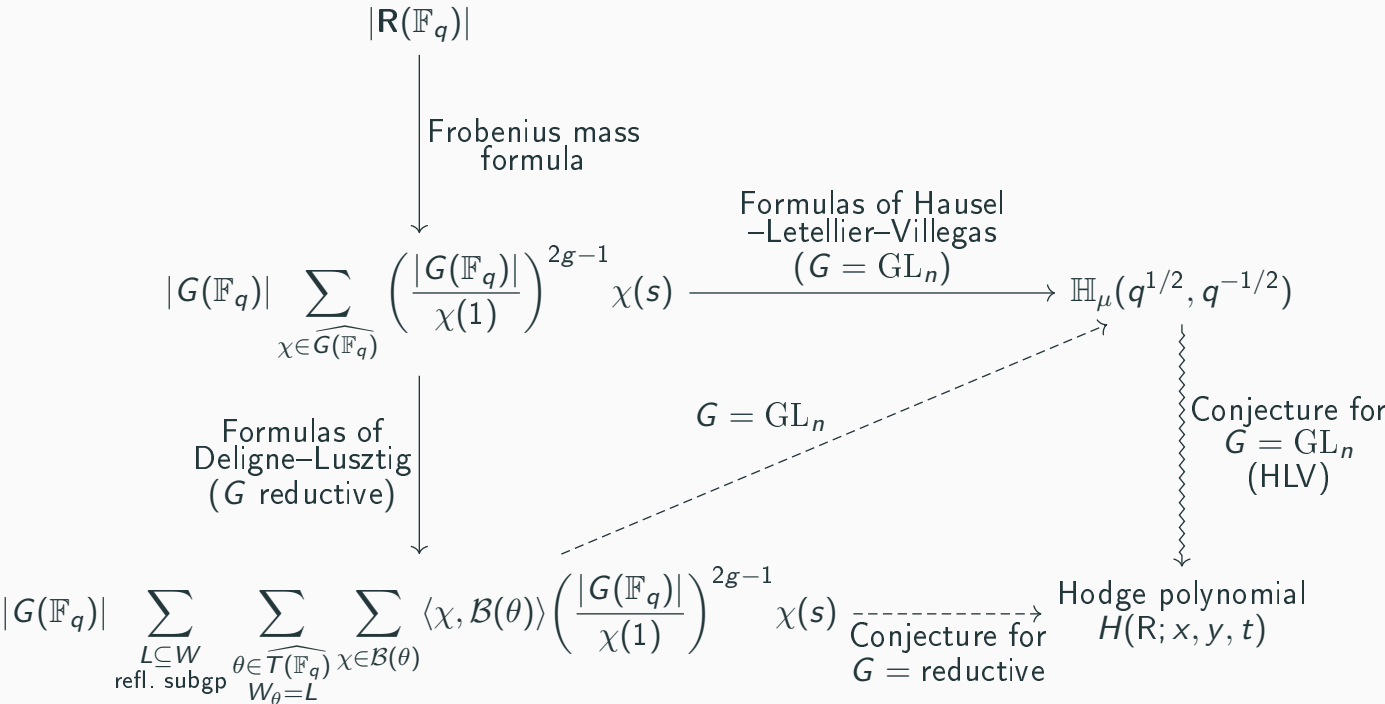 |R(𝔽_q)|
Frobenius mass
formula
Formulas of Hausel
–Letellier–Villegas
(G = GL_n)
|G(𝔽_q)| ∑_{χ∈\widehat{G(𝔽_q)}} (|G(𝔽_q)| / χ(1))^{2g−1} χ(s)
ℍ_μ(q^{1/2}, q^{−1/2})
G = GL_n
Formulas of
Deligne–Lusztig
(G reductive)
Conjecture for
G = GL_n
(HLV)
|G(𝔽_q)| ∑_{L⊆W refl. subgp} ∑_{θ∈\widehat{T(𝔽_q)} W_θ=L} ∑_{χ∈ℬ(θ)} ⟨χ, ℬ(θ)⟩ (|G(𝔽_q)| / χ(1))^{2g−1} χ(s)
Conjecture for
G = reductive
Hodge polynomial
H(R; x, y, t)